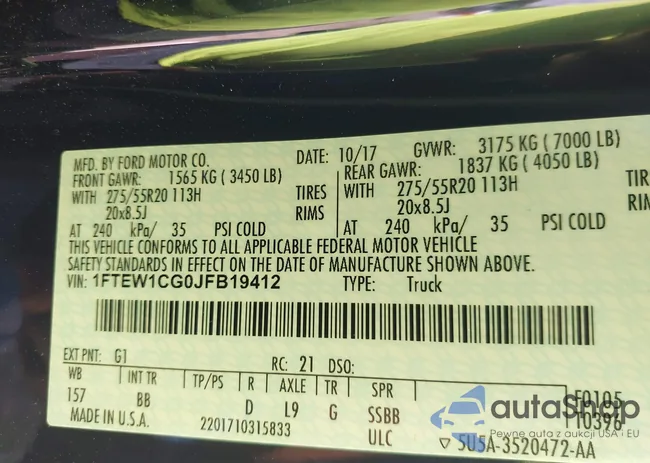 MFD. BY FORD MOTOR CO. DATE: 10/17 GVWR: 3175 KG ( 7000 LB)
FRONT GAWR: 1565 KG ( 3450 LB) REAR GAWR: 1837 KG ( 4050 LB)
WITH 275/55R20 113H TIRES WITH 275/55R20 113H TIR
20x8.5J RIMS 20x8.5J RIM
AT 240 kPa/ 35 PSI COLD AT 240 kPa/ 35 PSI COLD
THIS VEHICLE CONFORMS TO ALL APPLICABLE FEDERAL MOTOR VEHICLE
SAFETY STANDARDS IN EFFECT ON THE DATE OF MANUFACTURE SHOWN ABOVE.
VIN: 1FTEW1CG0JFB19412 TYPE: Truck
EXT PNT: G1 RC: 21 DSO:
WB INT TR TP/PS R AXLE TR SPR
157 BB D L9 G SSBB F0105
MADE IN U.S.A. 2201710315833 ULC T0396
▽ 5U5A-3520472-AA
autoShop
Pewne auta z aukcji USA i EU